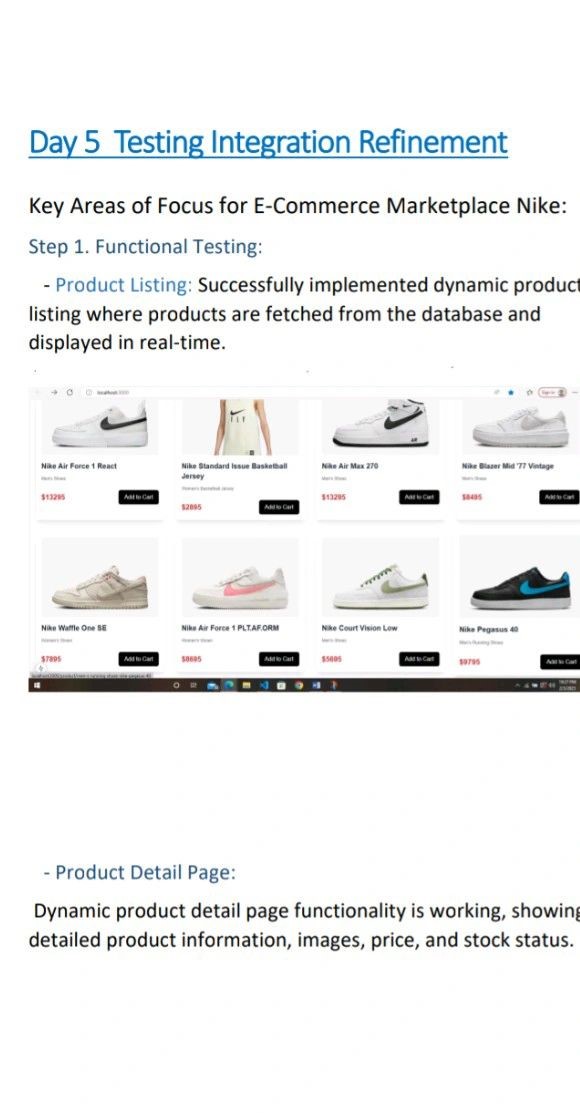 Day 5 Testing Integration Refinement
Key Areas of Focus for E-Commerce Marketplace Nike:
Step 1. Functional Testing:
- Product Listing: Successfully implemented dynamic product
listing where products are fetched from the database and
displayed in real-time.
localhost:3000
Sign in
Nike Air Force 1 React
Men's Shoes
$13295
Add to Cart
Nike Standard Issue Basketball
Jersey
Women's Basketball Jersey
$2895
Add to Cart
Nike Air Max 270
Men's Shoes
$13295
Add to Cart
Nike Blazer Mid '77 Vintage
Men's Shoes
$8495
Add to Cart
Nike Waffle One SE
Women's Shoes
$7895
Add to Cart
Nike Air Force 1 PLT.AF.ORM
Women's Shoes
$8695
Add to Cart
Nike Court Vision Low
Men's Shoes
$5695
Add to Cart
Nike Pegasus 40
Men's Running Shoes
$9795
Add to Cart
- Product Detail Page:
Dynamic product detail page functionality is working, showing
detailed product information, images, price, and stock status.